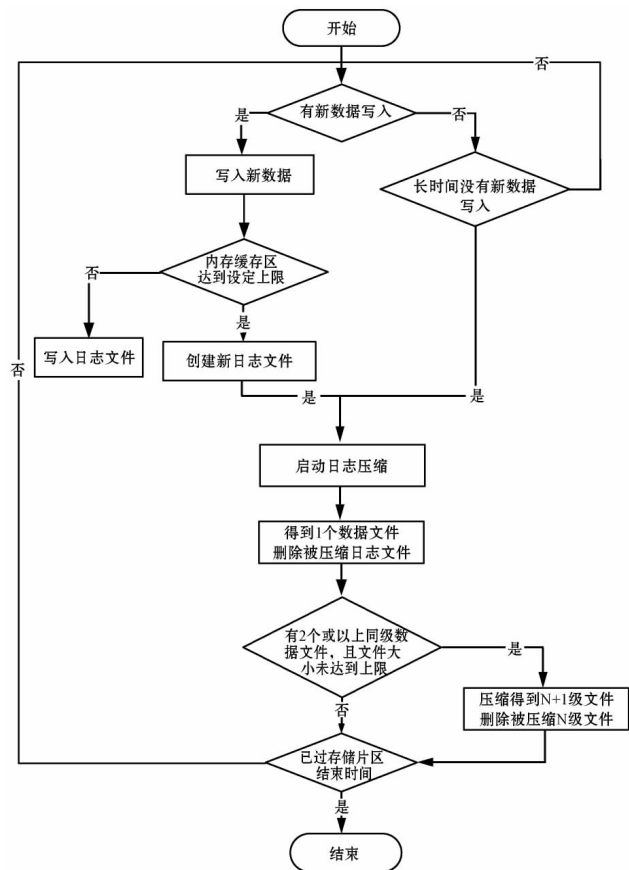 开始
否
有新数据写入
是
否
写入新数据
长时间没有新数据
写入
内存缓存区
达到设定上限
否
是
写入日志文件
创建新日志文件
否
是
是
启动日志压缩
得到1个数据文件
删除被压缩日志文件
有2个或以上同级数
据文件，且文件大
小未达到上限
是
否
压缩得到N+1级文件
删除被压缩N级文件
已过存储片区
结束时间
是
结束